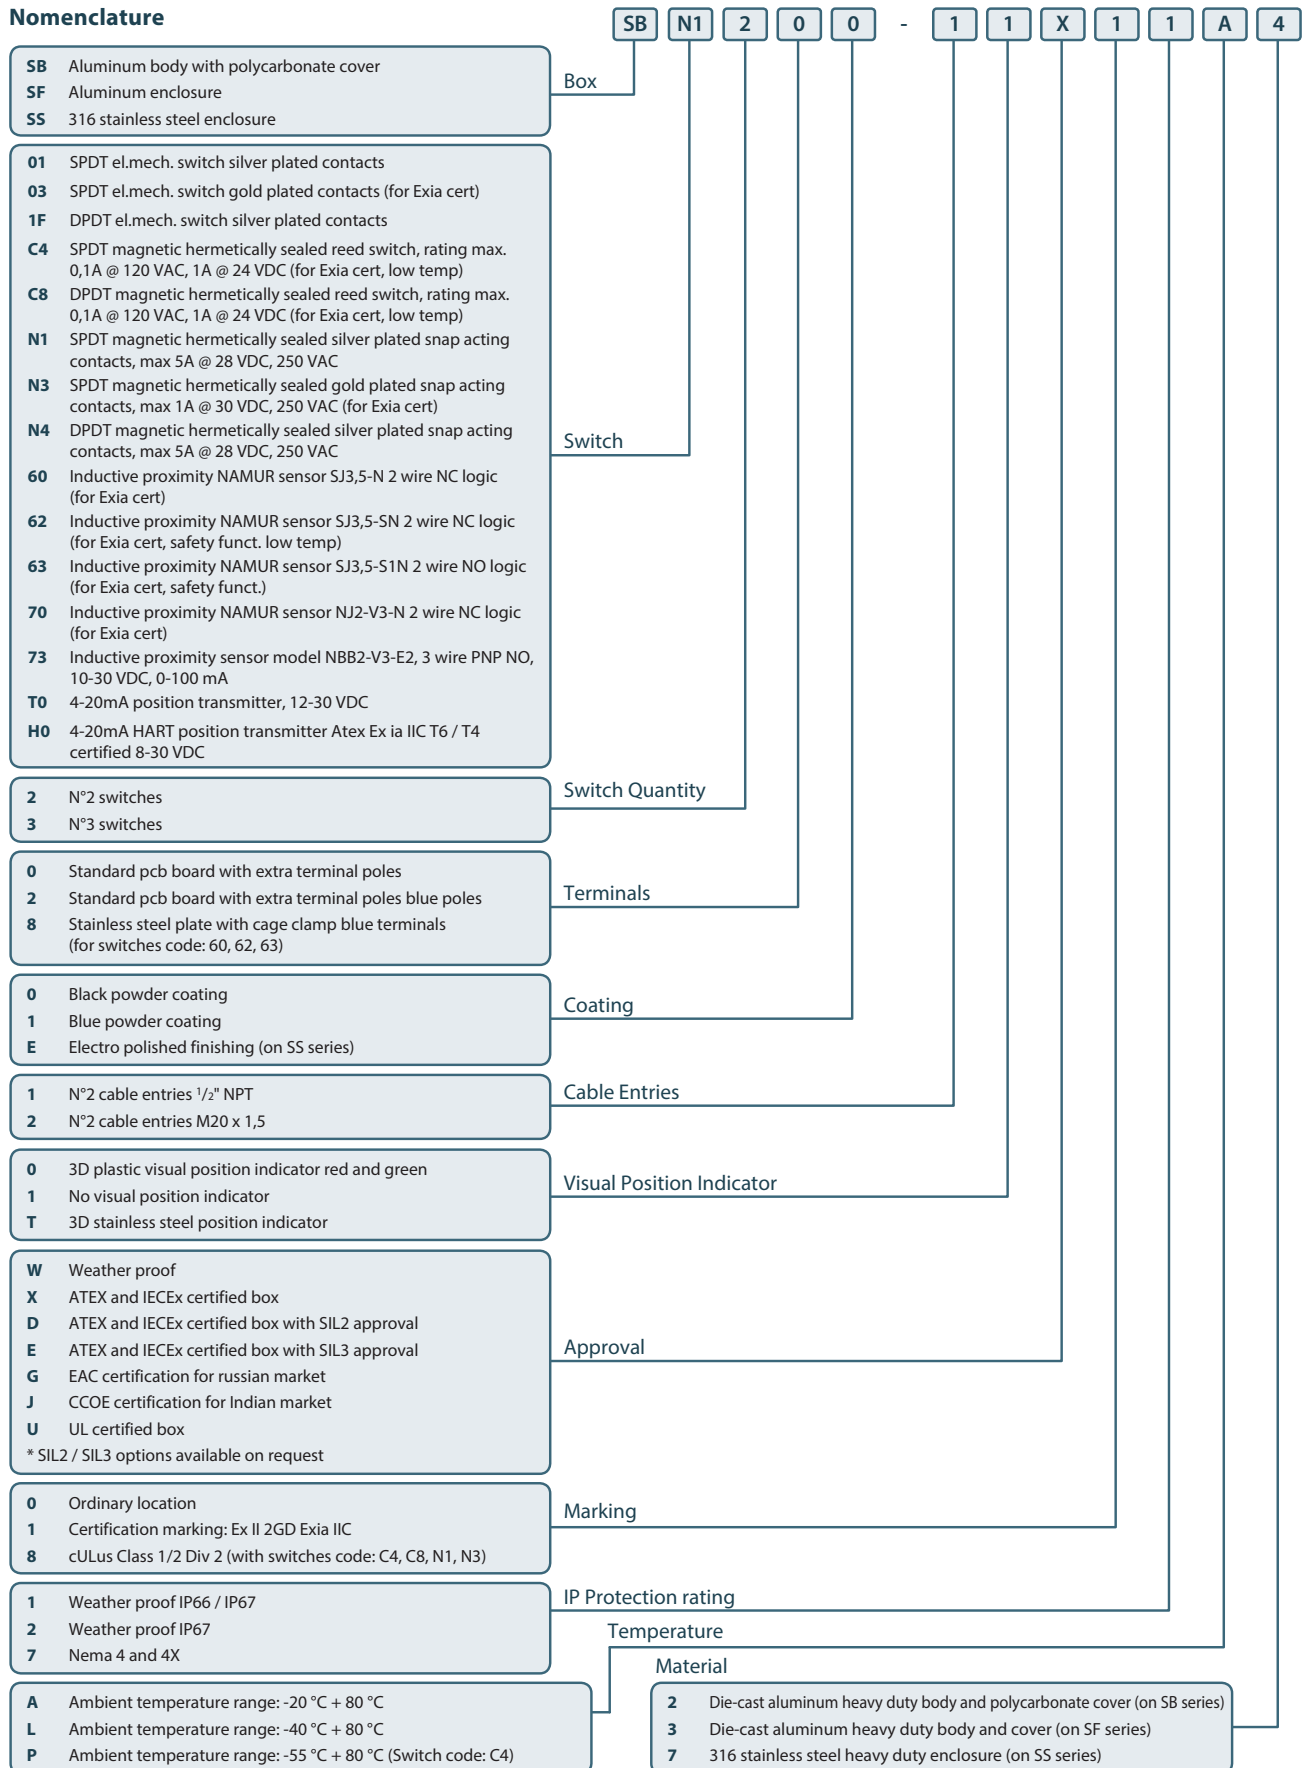 Nomenclature
SB N1 2 0 0 - 1 1 X 1 1 A 4
SB Aluminum body with polycarbonate cover
SF Aluminum enclosure
SS 316 stainless steel enclosure
Box
01 SPDT el.mech. switch silver plated contacts
03 SPDT el.mech. switch gold plated contacts (for Exia cert)
1F DPDT el.mech. switch silver plated contacts
C4 SPDT magnetic hermetically sealed reed switch, rating max.
0,1A @ 120 VAC, 1A @ 24 VDC (for Exia cert, low temp)
C8 DPDT magnetic hermetically sealed reed switch, rating max.
0,1A @ 120 VAC, 1A @ 24 VDC (for Exia cert, low temp)
N1 SPDT magnetic hermetically sealed silver plated snap acting
contacts, max 5A @ 28 VDC, 250 VAC
N3 SPDT magnetic hermetically sealed gold plated snap acting
contacts, max 1A @ 30 VDC, 250 VAC (for Exia cert)
N4 DPDT magnetic hermetically sealed silver plated snap acting
contacts, max 5A @ 28 VDC, 250 VAC
60 Inductive proximity NAMUR sensor SJ3,5-N 2 wire NC logic
(for Exia cert)
62 Inductive proximity NAMUR sensor SJ3,5-SN 2 wire NC logic
(for Exia cert, safety funct. low temp)
63 Inductive proximity NAMUR sensor SJ3,5-S1N 2 wire NO logic
(for Exia cert, safety funct.)
70 Inductive proximity NAMUR sensor NJ2-V3-N 2 wire NC logic
(for Exia cert)
73 Inductive proximity sensor model NBB2-V3-E2, 3 wire PNP NO,
10-30 VDC, 0-100 mA
T0 4-20mA position transmitter, 12-30 VDC
H0 4-20mA HART position transmitter Atex Ex ia IIC T6 / T4
certified 8-30 VDC
Switch
2 N°2 switches
3 N°3 switches
Switch Quantity
0 Standard pcb board with extra terminal poles
2 Standard pcb board with extra terminal poles blue poles
8 Stainless steel plate with cage clamp blue terminals
(for switches code: 60, 62, 63)
Terminals
0 Black powder coating
1 Blue powder coating
E Electro polished finishing (on SS series)
Coating
1 N°2 cable entries 1/2" NPT
2 N°2 cable entries M20 x 1,5
Cable Entries
0 3D plastic visual position indicator red and green
1 No visual position indicator
T 3D stainless steel position indicator
Visual Position Indicator
W Weather proof
X ATEX and IECEx certified box
D ATEX and IECEx certified box with SIL2 approval
E ATEX and IECEx certified box with SIL3 approval
G EAC certification for russian market
J CCOE certification for Indian market
U UL certified box
* SIL2 / SIL3 options available on request
Approval
0 Ordinary location
1 Certification marking: Ex II 2GD Exia IIC
8 cULus Class 1/2 Div 2 (with switches code: C4, C8, N1, N3)
Marking
1 Weather proof IP66 / IP67
2 Weather proof IP67
7 Nema 4 and 4X
IP Protection rating
Temperature
A Ambient temperature range: -20 °C + 80 °C
L Ambient temperature range: -40 °C + 80 °C
P Ambient temperature range: -55 °C + 80 °C (Switch code: C4)
Material
2 Die-cast aluminum heavy duty body and polycarbonate cover (on SB series)
3 Die-cast aluminum heavy duty body and cover (on SF series)
7 316 stainless steel heavy duty enclosure (on SS series)